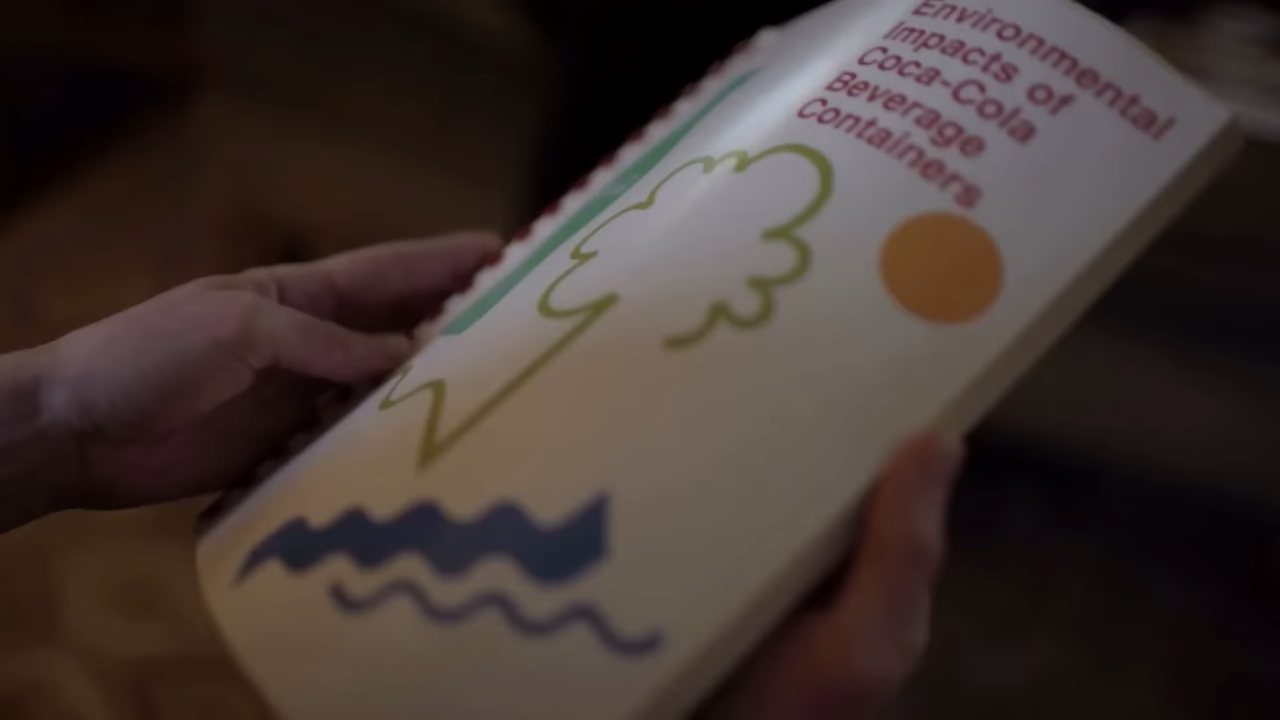 Environmental
Impacts of
Coca-Cola
Beverage
Containers